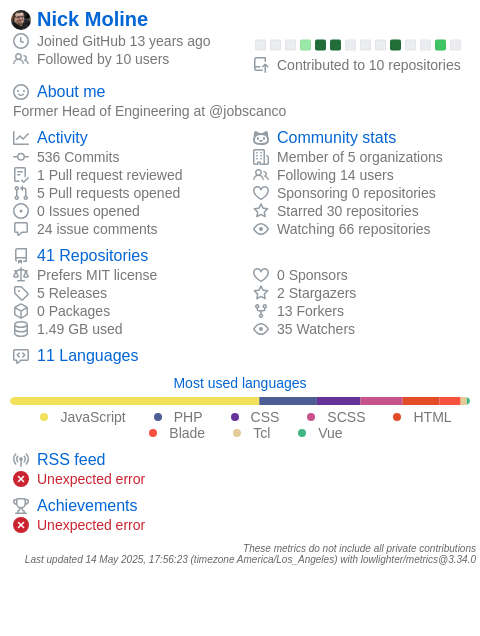 Nick Moline
Joined GitHub 13 years ago
Followed by 10 users
Contributed to 10 repositories
About me
Former Head of Engineering at @jobscanco
Activity
536 Commits
1 Pull request reviewed
5 Pull requests opened
0 Issues opened
24 issue comments
Community stats
Member of 5 organizations
Following 14 users
Sponsoring 0 repositories
Starred 30 repositories
Watching 66 repositories
41 Repositories
Prefers MIT license
5 Releases
0 Packages
1.49 GB used
0 Sponsors
2 Stargazers
13 Forkers
35 Watchers
11 Languages
Most used languages
JavaScript PHP CSS SCSS HTML
Blade Tcl Vue
RSS feed
Unexpected error
Achievements
Unexpected error
These metrics do not include all private contributions
Last updated 14 May 2025, 17:56:23 (timezone America/Los_Angeles) with lowlighter/metrics@3.34.0